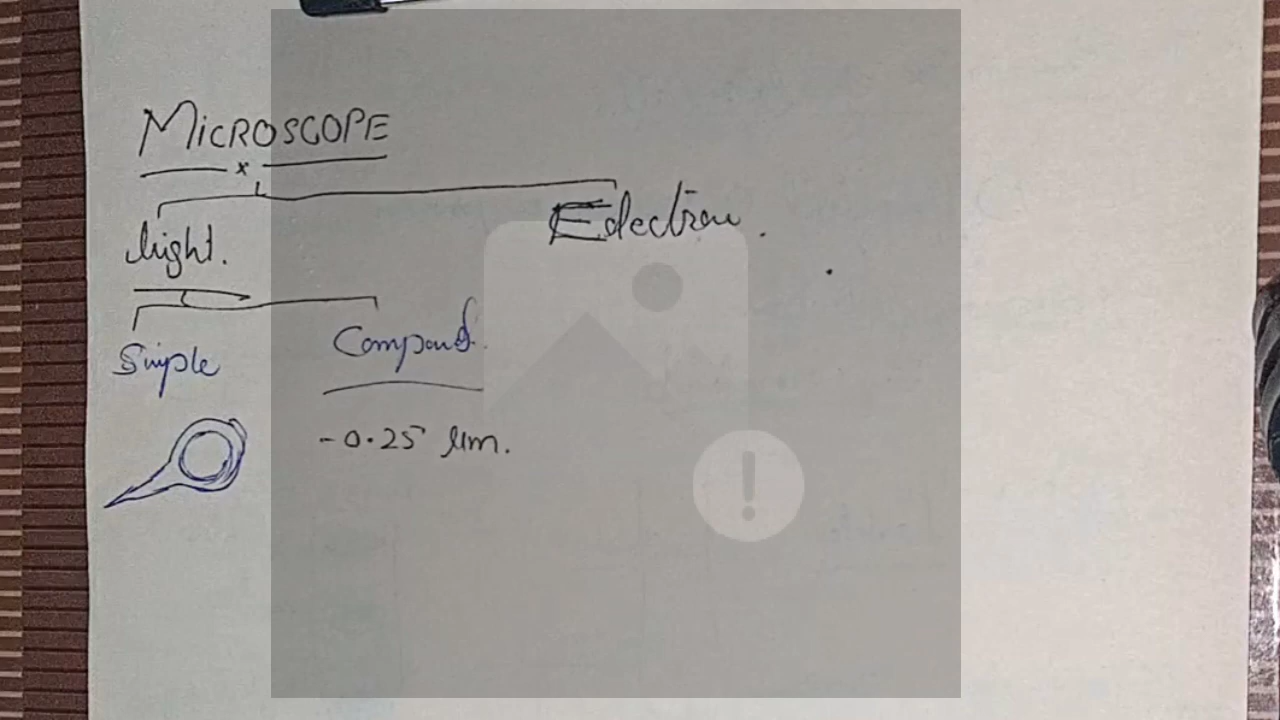 MICROSCOPE
x
light.
Electron.
Simple
Compound.
- 0.25 μm.